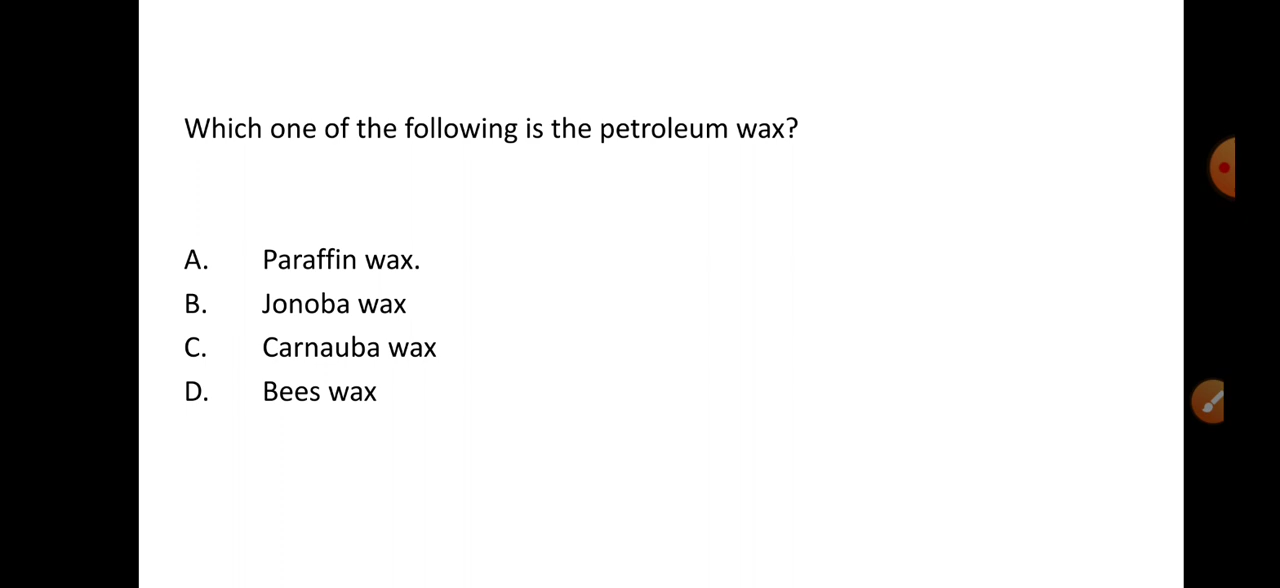 Which one of the following is the petroleum wax?
A. Paraffin wax.
B. Jonoba wax
C. Carnauba wax
D. Bees wax